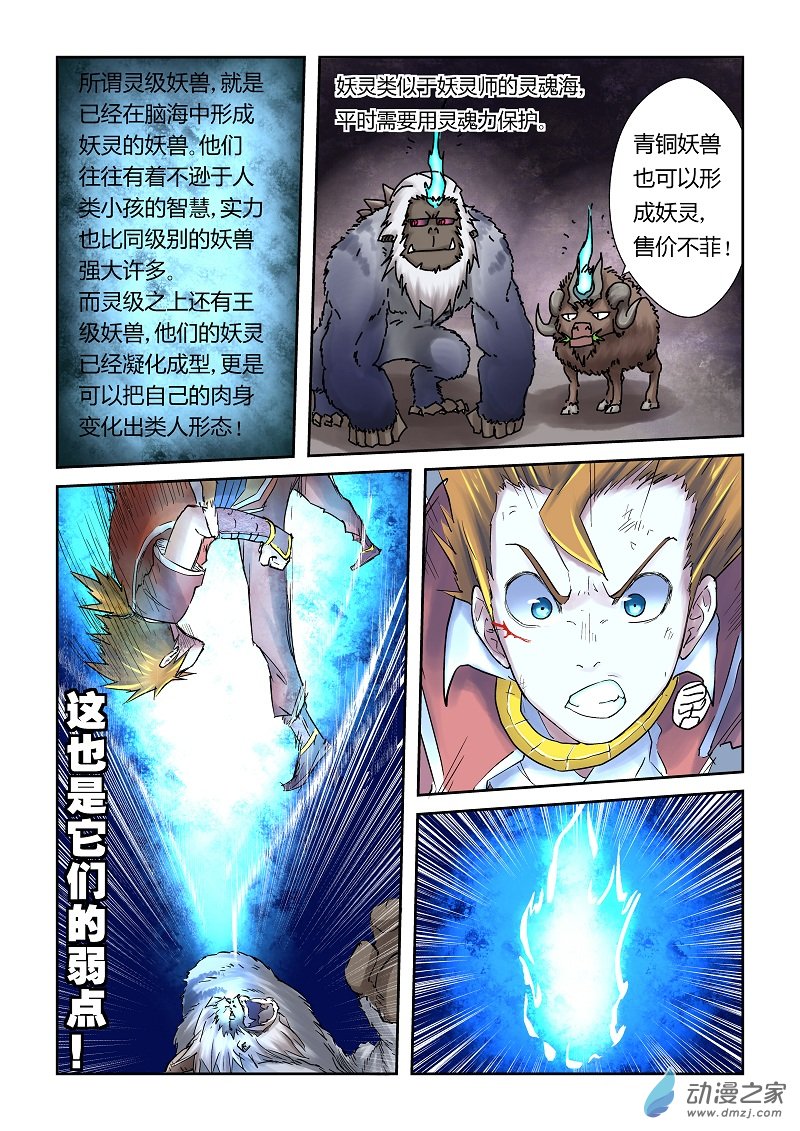 所谓灵级妖兽，就是
已经在脑海中形成
妖灵的妖兽。他们
往往有着不逊于人
类小孩的智慧，实力
也比同级别的妖兽
强大许多。
而灵级之上还有王
级妖兽，他们的妖灵
已经凝化成型，更是
可以把自己的肉身
变化出类人形态！
妖灵类似于妖灵师的灵魂海，
平时需要用灵魂力保护。
青铜妖兽
也可以形
成妖灵，
售价不菲！
这也是它们的弱点！
动漫之家
www.dmzj.com